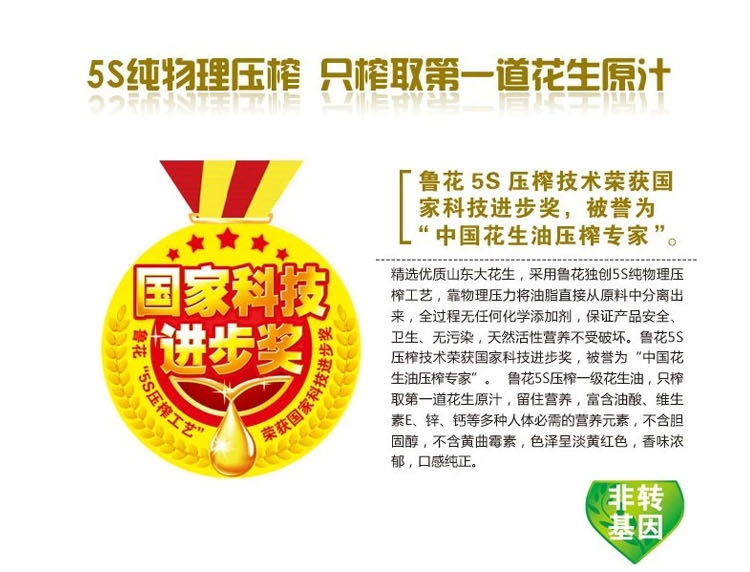 5S纯物理压榨 只榨取第一道花生原汁
鲁花 5S 压榨技术荣获国
家科技进步奖，被誉为
“中国花生油压榨专家”。
国家科技
进步奖
鲁花“5S压榨工艺”
荣获国家科技进步奖
精选优质山东大花生，采用鲁花独创5S纯物理压
榨工艺，靠物理压力将油脂直接从原料中分离出
来，全过程无任何化学添加剂，保证产品安全、
卫生、无污染，天然活性营养不受破坏。鲁花5S
压榨技术荣获国家科技进步奖，被誉为“中国花
生油压榨专家”。 鲁花5S压榨一级花生油，只榨
取第一道花生原汁，留住营养，富含油酸、维生
素E、锌、钙等多种人体必需的营养元素，不含胆
固醇，不含黄曲霉素，色泽呈淡黄红色，香味浓
郁，口感纯正。
非转
基因